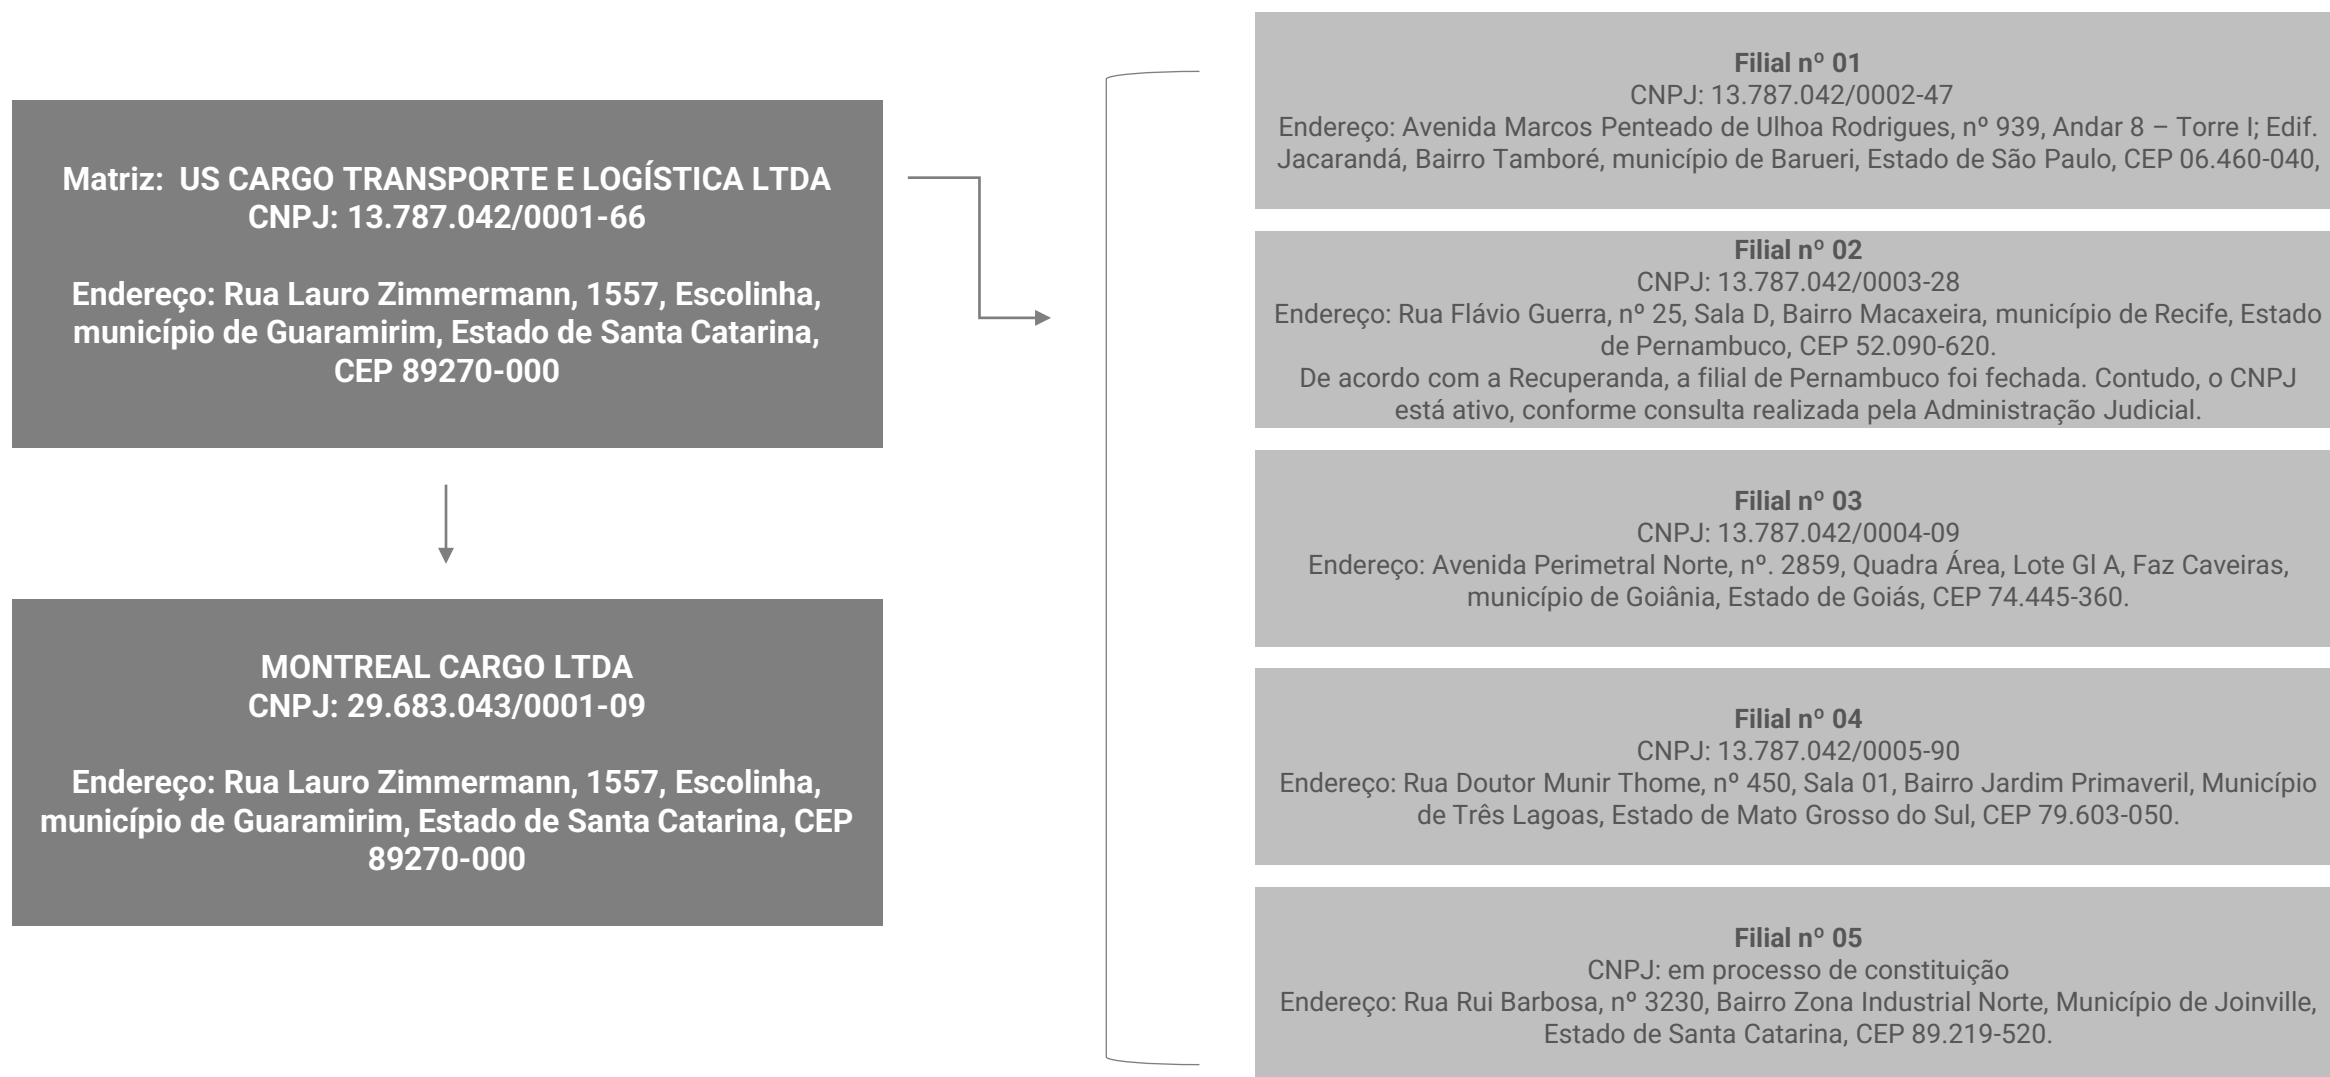 Matriz:  US CARGO TRANSPORTE E LOGÍSTICA LTDA
CNPJ: 13.787.042/0001-66
Endereço: Rua Lauro Zimmermann, 1557, Escolinha,
município de Guaramirim, Estado de Santa Catarina,
CEP 89270-000
MONTREAL CARGO LTDA
CNPJ: 29.683.043/0001-09
Endereço: Rua Lauro Zimmermann, 1557, Escolinha,
município de Guaramirim, Estado de Santa Catarina, CEP
89270-000
Filial nº 01
CNPJ: 13.787.042/0002-47
Endereço: Avenida Marcos Penteado de Ulhoa Rodrigues, nº 939, Andar 8 – Torre I; Edif.
Jacarandá, Bairro Tamboré, município de Barueri, Estado de São Paulo, CEP 06.460-040,
Filial nº 02
CNPJ: 13.787.042/0003-28
Endereço: Rua Flávio Guerra, nº 25, Sala D, Bairro Macaxeira, município de Recife, Estado
de Pernambuco, CEP 52.090-620.
De acordo com a Recuperanda, a filial de Pernambuco foi fechada. Contudo, o CNPJ
está ativo, conforme consulta realizada pela Administração Judicial.
Filial nº 03
CNPJ: 13.787.042/0004-09
Endereço: Avenida Perimetral Norte, nº. 2859, Quadra Área, Lote Gl A, Faz Caveiras,
município de Goiânia, Estado de Goiás, CEP 74.445-360.
Filial nº 04
CNPJ: 13.787.042/0005-90
Endereço: Rua Doutor Munir Thome, nº 450, Sala 01, Bairro Jardim Primaveril, Município
de Três Lagoas, Estado de Mato Grosso do Sul, CEP 79.603-050.
Filial nº 05
CNPJ: em processo de constituição
Endereço: Rua Rui Barbosa, nº 3230, Bairro Zona Industrial Norte, Município de Joinville,
Estado de Santa Catarina, CEP 89.219-520.